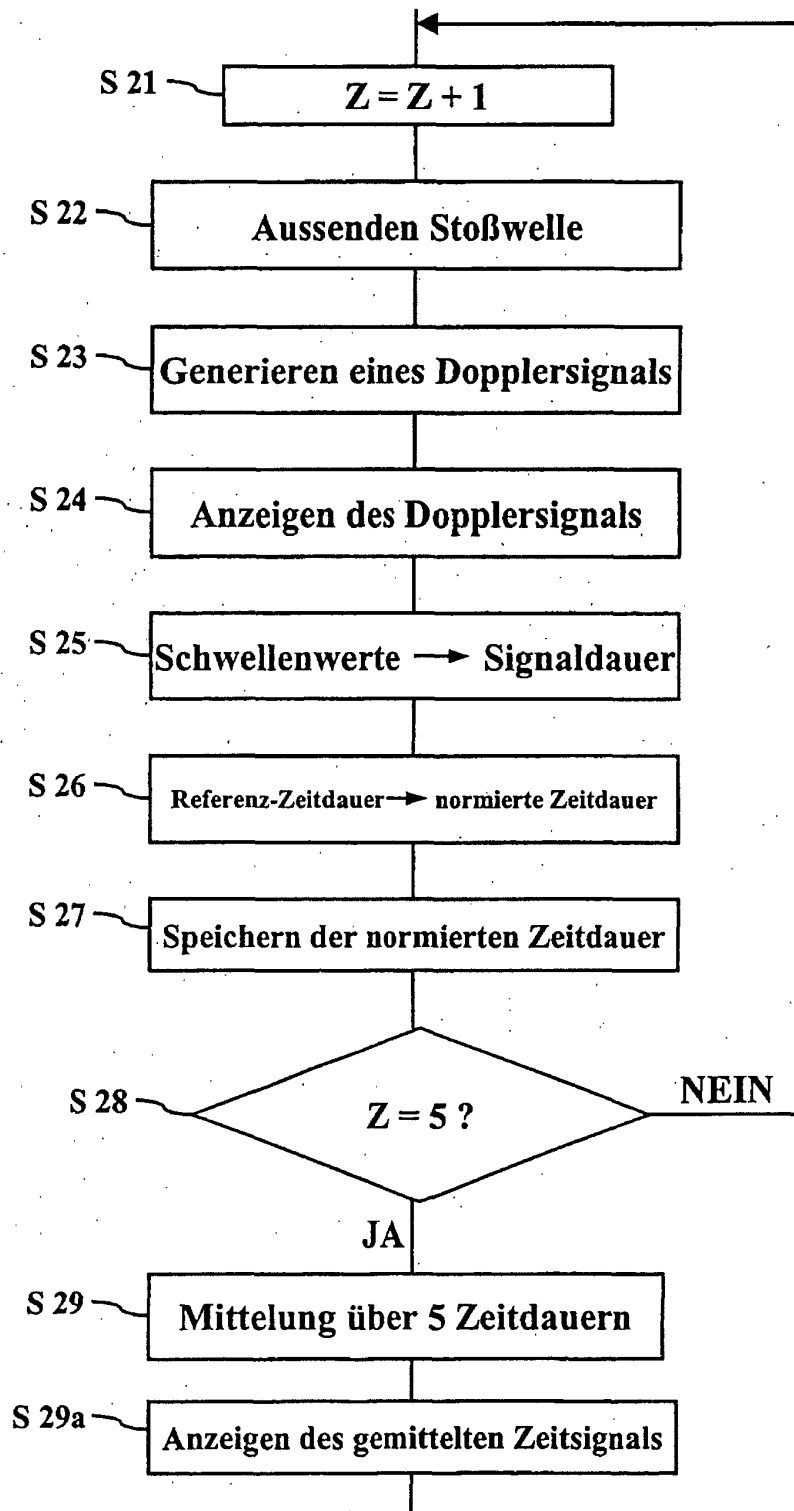 S 21
Z = Z + 1
S 22
Aussenden Stoßwelle
S 23
Generieren eines Dopplersignals
S 24
Anzeigen des Dopplersignals
S 25
Schwellenwerte → Signaldauer
S 26
Referenz-Zeitdauer → normierte Zeitdauer
S 27
Speichern der normierten Zeitdauer
S 28
Z = 5 ?
NEIN
JA
S 29
Mittelung über 5 Zeitdauern
S 29a
Anzeigen des gemittelten Zeitsignals